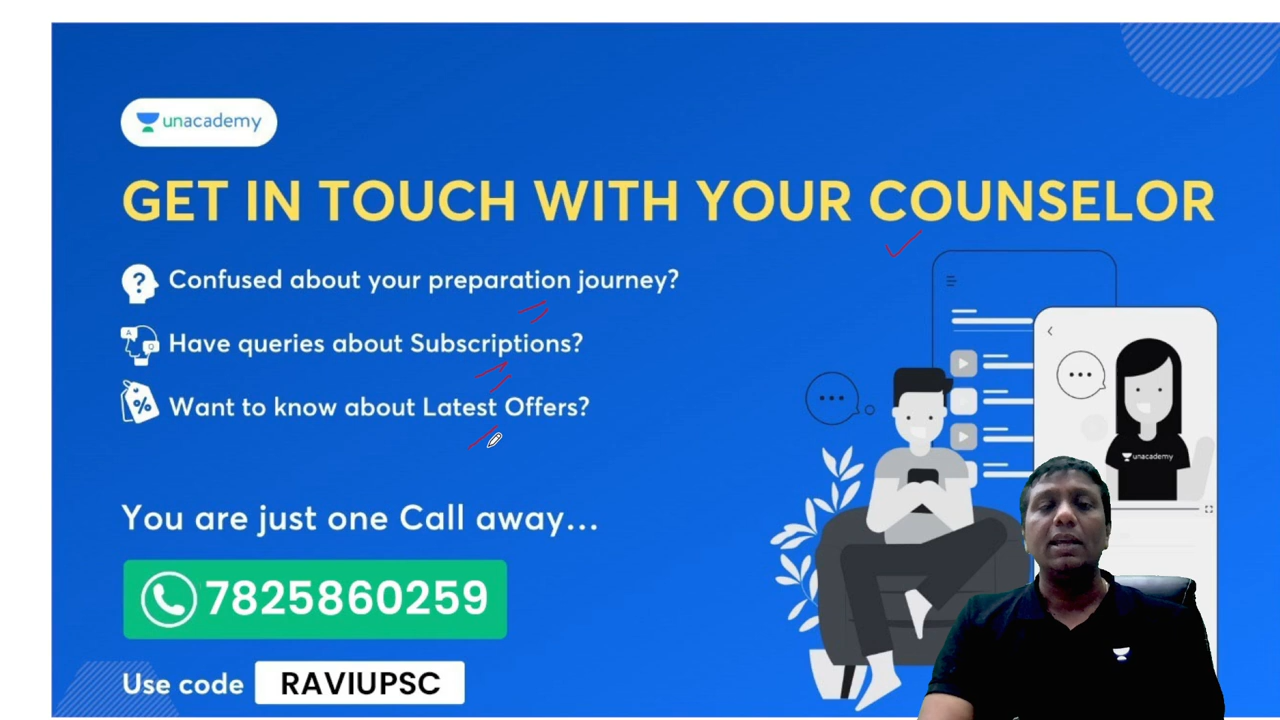 unacademy
GET IN TOUCH WITH YOUR COUNSELOR
Confused about your preparation journey?
Have queries about Subscriptions?
Want to know about Latest Offers?
unacademy
You are just one Call away...
7825860259
Use code RAVIUPSC